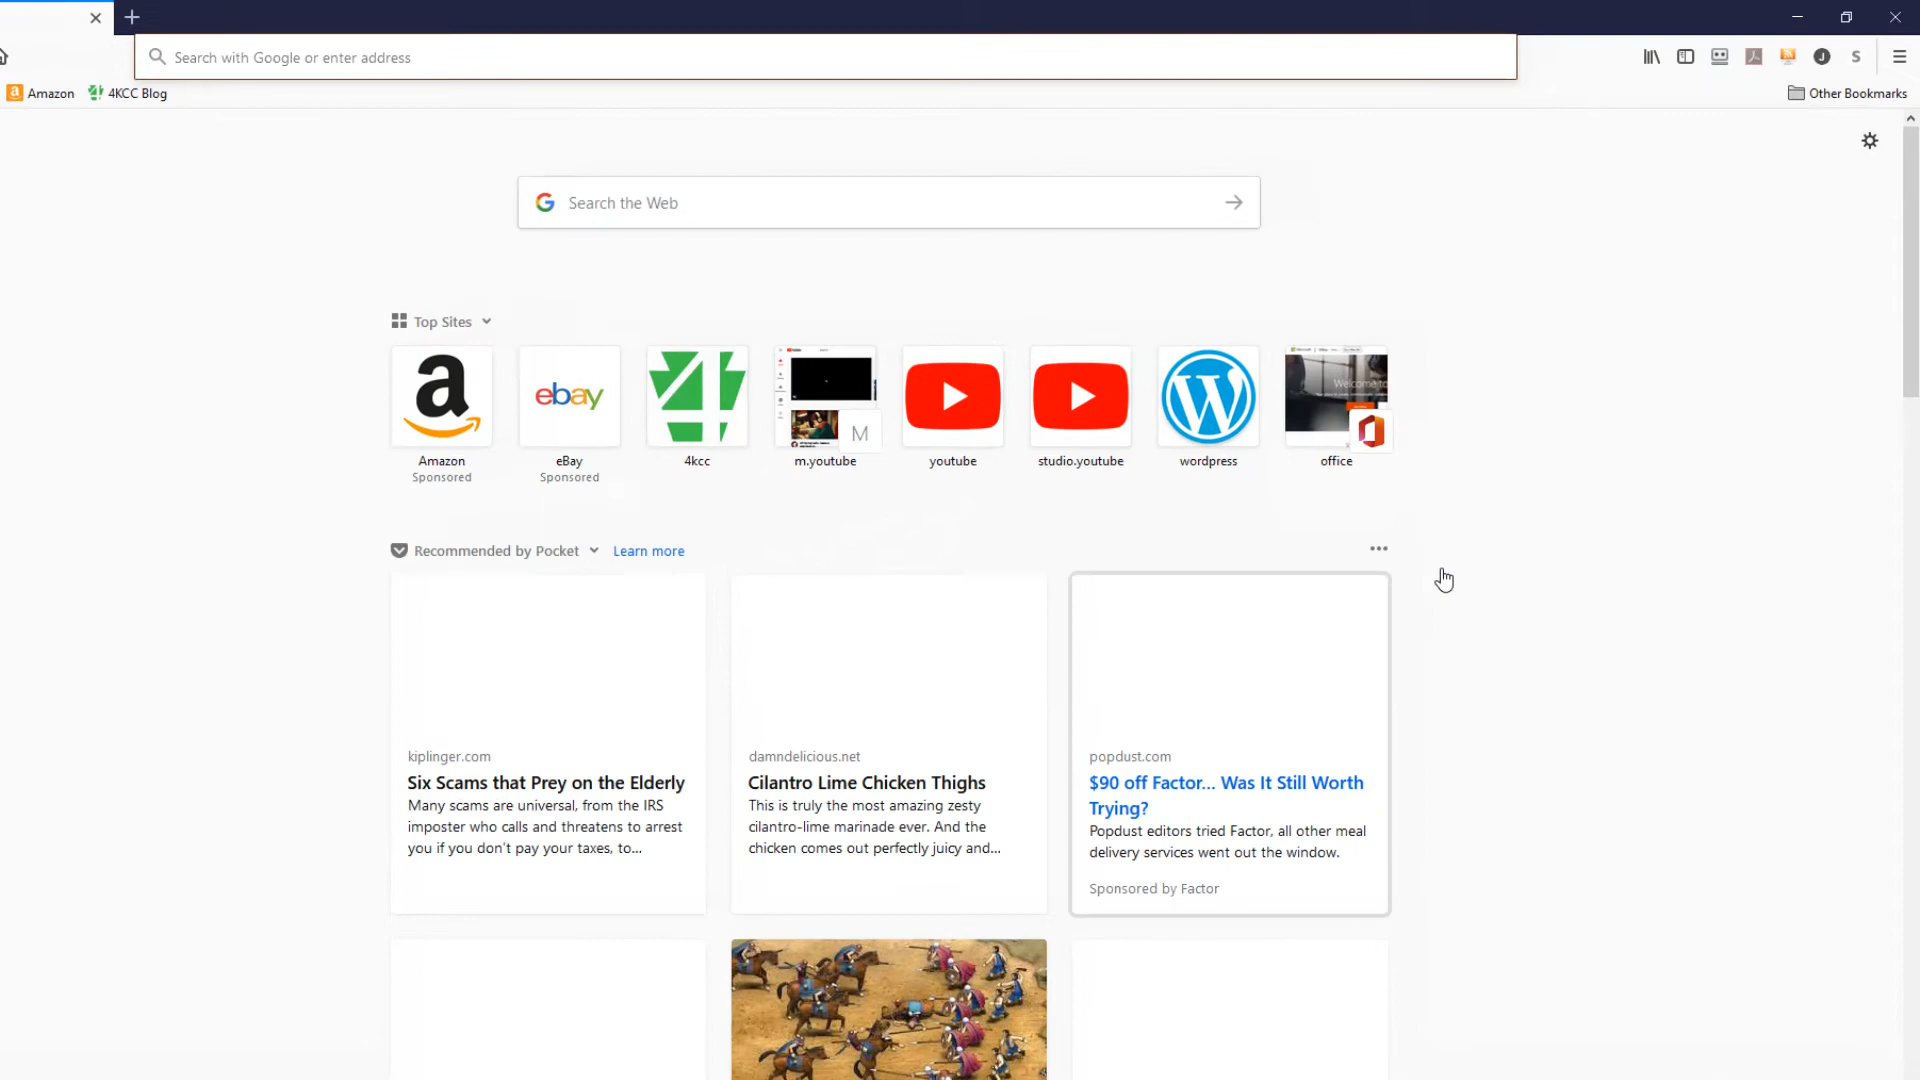 Search with Google or enter address
J
S
a Amazon
4KCC Blog
Other Bookmarks
G Search the Web
Top Sites
a
ebay
4
M
W
Amazon
Sponsored
eBay
Sponsored
4kcc
m.youtube
youtube
studio.youtube
wordpress
office
Recommended by Pocket
Learn more
kiplinger.com
Six Scams that Prey on the Elderly
Many scams are universal, from the IRS
imposter who calls and threatens to arrest
you if you don't pay your taxes, to...
damndelicious.net
Cilantro Lime Chicken Thighs
This is truly the most amazing zesty
cilantro-lime marinade ever. And the
chicken comes out perfectly juicy and...
popdust.com
$90 off Factor... Was It Still Worth
Trying?
Popdust editors tried Factor, all other meal
delivery services went out the window.
Sponsored by Factor